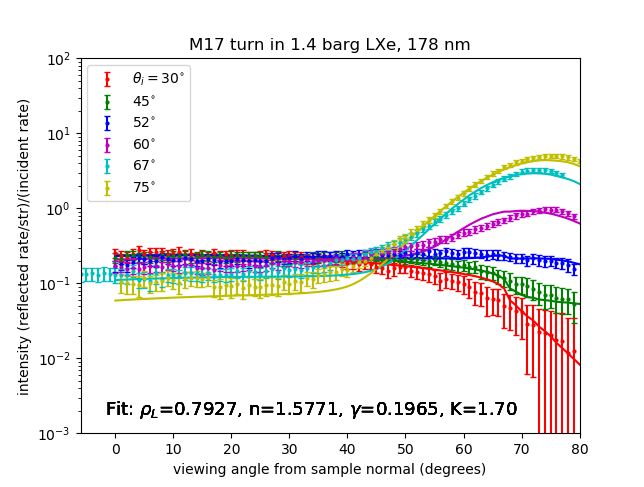 M17 turn in 1.4 barg LXe, 178 nm
intensity (reflected rate/str)/(incident rate)
10²
10¹
10⁰
10⁻¹
10⁻²
10⁻³
θᵢ = 30°
45°
52°
60°
67°
75°
Fit: ρ_L=0.7927, n=1.5771, γ=0.1965, K=1.70
0 10 20 30 40 50 60 70 80
viewing angle from sample normal (degrees)